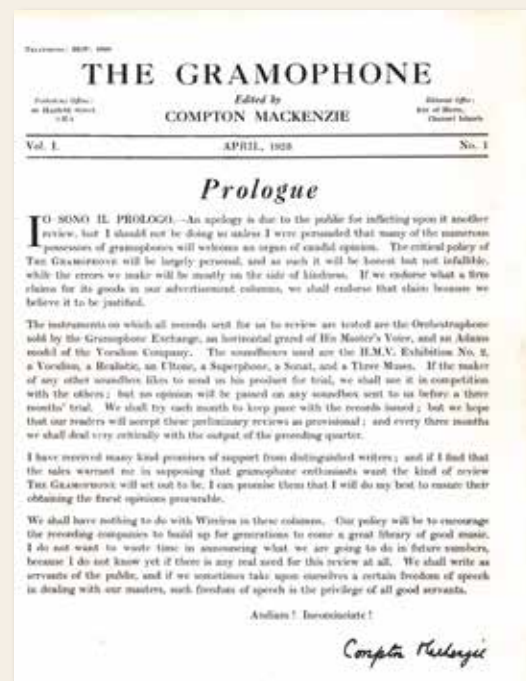 THE GRAMOPHONE
Edited by
COMPTON MACKENZIE
Vol. I. APRIL, 1923 No. 1
Prologue
IO SONO IL PROLOGO.—An apology is due to the public for inflicting upon it another
review, but I should not be doing so unless I were persuaded that many of the numerous
possessors of gramophones will welcome an organ of candid opinion. The critical policy of
THE GRAMOPHONE will be largely personal, and as such it will be honest but not infallible,
while the errors we make will be mostly on the side of kindness. If we endorse what a firm
claims for its goods in our advertisement columns, we shall endorse that claim because we
believe it to be justified.
The instruments on which all records sent for us to review are tested are the Orchestraphone
sold by the Gramophone Exchange, an horizontal grand of His Master's Voice, and an Adams
model of the Vocalion Company. The soundboxes used are the H.M.V. Exhibition No. 2,
a Vocalion, a Realistic, an Ultone, a Superphone, a Sonat, and a Three Muses. If the maker
of any other soundbox likes to send us his product for trial, we shall use it in competition
with the others; but no opinion will be passed on any soundbox sent to us before a three
months' trial. We shall try each month to keep pace with the records issued; but we hope
that our readers will accept these preliminary reviews as provisional; and every three months
we shall deal very critically with the output of the preceding quarter.
I have received many kind promises of support from distinguished writers; and if I find that
the sales warrant me in supposing that gramophone enthusiasts want the kind of review
THE GRAMOPHONE will set out to be, I can promise them that I will do my best to ensure their
obtaining the finest opinions procurable.
We shall have nothing to do with Wireless in these columns. Our policy will be to encourage
the recording companies to build up for generations to come a great library of good music.
I do not want to waste time in announcing what we are going to do in future numbers,
because I do not know yet if there is any real need for this review at all. We shall write as
servants of the public, and if we sometimes take upon ourselves a certain freedom of speech
in dealing with our masters, such freedom of speech is the privilege of all good servants.
Andiam! Incominciate!
Compton Mackenzie